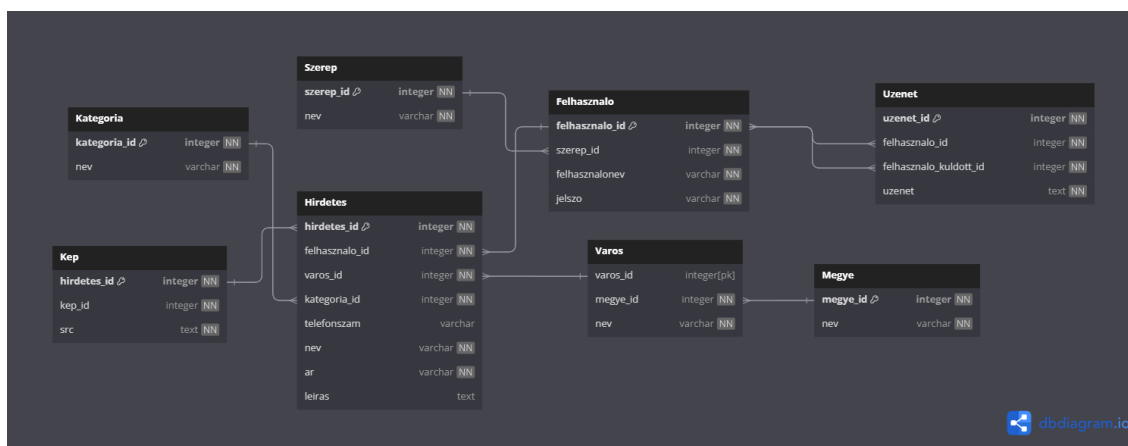 Kategoria
kategoria_id integer NN
nev varchar NN
Kep
hirdetes_id integer NN
kep_id integer NN
src text NN
Szerep
szerep_id integer NN
nev varchar NN
Hirdetes
hirdetes_id integer NN
felhasznalo_id integer NN
varos_id integer NN
kategoria_id integer NN
telefonszam varchar
nev varchar NN
ar varchar NN
leiras text
Felhasznalo
felhasznalo_id integer NN
szerep_id integer NN
felhasznalonev varchar NN
jelszo varchar NN
Varos
varos_id integer[pk]
megye_id integer NN
nev varchar NN
Uzenet
uzenet_id integer NN
felhasznalo_id integer NN
felhasznalo_kuldott_id integer NN
uzenet text NN
Megye
megye_id integer NN
nev varchar NN
dbdiagram.io